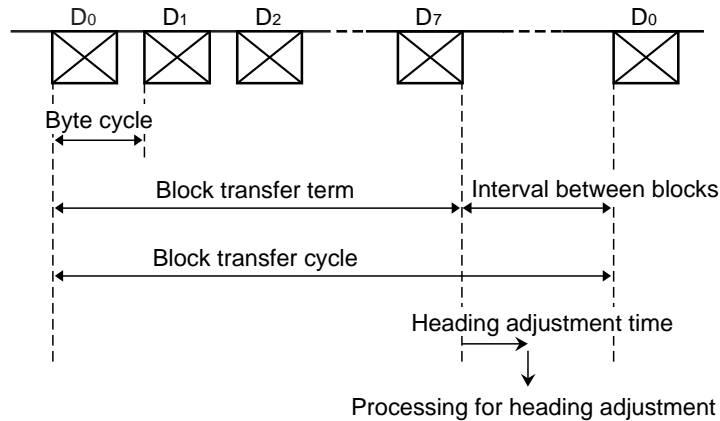 D0 D1 D2 D7 D0
Byte cycle
Block transfer term Interval between blocks
Block transfer cycle
Heading adjustment time
Processing for heading adjustment